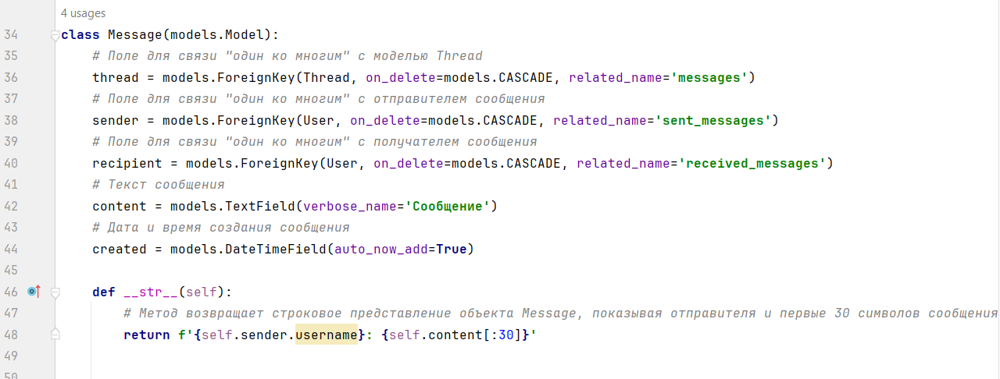 4 usages
34 class Message(models.Model):
35 # Поле для связи "один ко многим" с моделью Thread
36 thread = models.ForeignKey(Thread, on_delete=models.CASCADE, related_name='messages')
37 # Поле для связи "один ко многим" с отправителем сообщения
38 sender = models.ForeignKey(User, on_delete=models.CASCADE, related_name='sent_messages')
39 # Поле для связи "один ко многим" с получателем сообщения
40 recipient = models.ForeignKey(User, on_delete=models.CASCADE, related_name='received_messages')
41 # Текст сообщения
42 content = models.TextField(verbose_name='Сообщение')
43 # Дата и время создания сообщения
44 created = models.DateTimeField(auto_now_add=True)
45
46 def __str__(self):
47 # Метод возвращает строковое представление объекта Message, показывая отправителя и первые 30 символов сообщения
48 return f'{self.sender.username}: {self.content[:30]}'
49
50